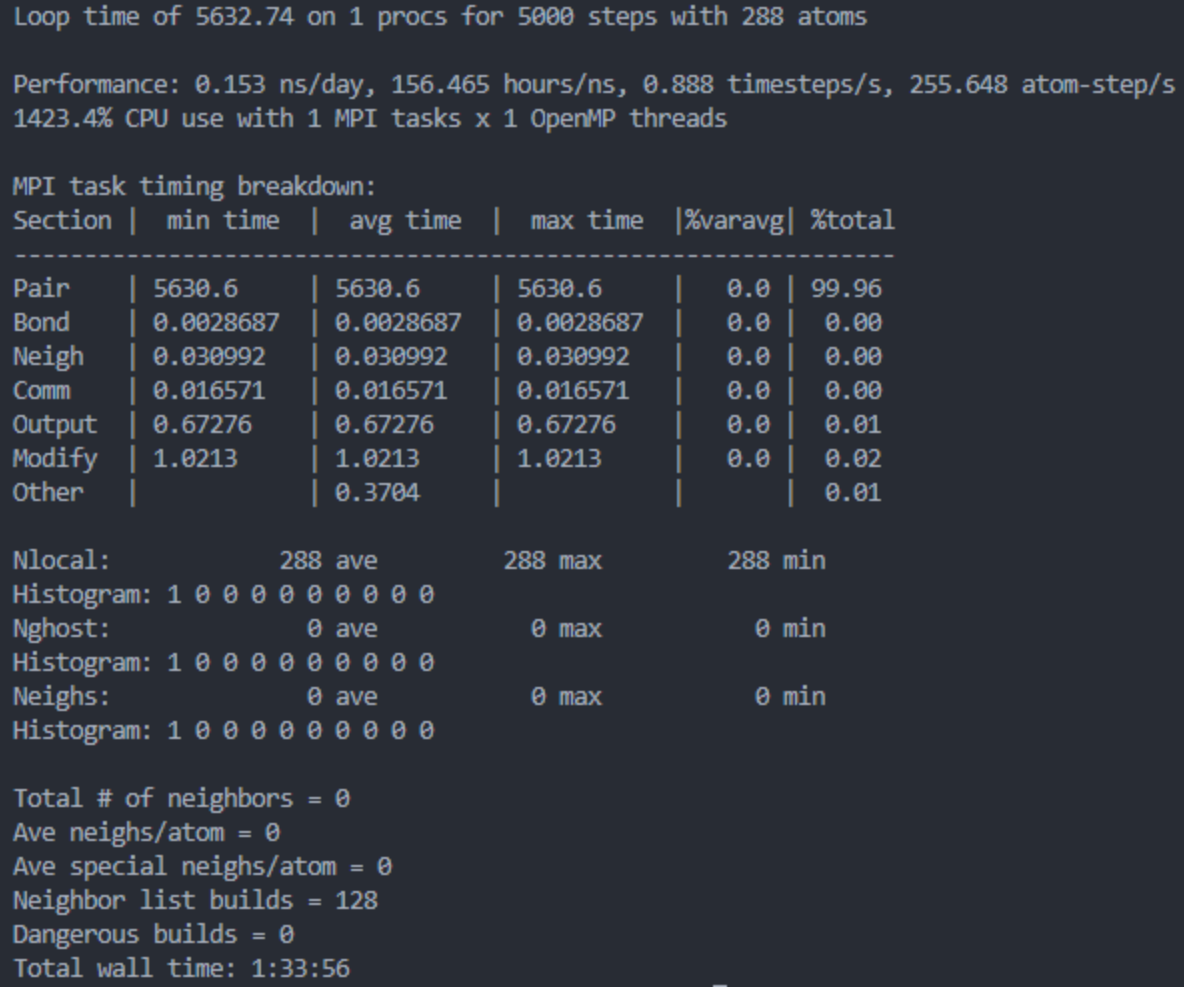 Loop time of 5632.74 on 1 procs for 5000 steps with 288 atoms
Performance: 0.153 ns/day, 156.465 hours/ns, 0.888 timesteps/s, 255.648 atom-step/s
1423.4% CPU use with 1 MPI tasks x 1 OpenMP threads
MPI task timing breakdown:
Section |  min time  |  avg time  |  max time  |%varavg| %total
---------------------------------------------------------------
Pair    | 5630.6     | 5630.6     | 5630.6     |   0.0 | 99.96
Bond    | 0.0028687  | 0.0028687  | 0.0028687  |   0.0 |  0.00
Neigh   | 0.030992   | 0.030992   | 0.030992   |   0.0 |  0.00
Comm    | 0.016571   | 0.016571   | 0.016571   |   0.0 |  0.00
Output  | 0.67276    | 0.67276    | 0.67276    |   0.0 |  0.01
Modify  | 1.0213     | 1.0213     | 1.0213     |   0.0 |  0.02
Other   |            | 0.3704     |            |       |  0.01
Nlocal:            288 ave         288 max         288 min
Histogram: 1 0 0 0 0 0 0 0 0 0
Nghost:              0 ave           0 max           0 min
Histogram: 1 0 0 0 0 0 0 0 0 0
Neighs:              0 ave           0 max           0 min
Histogram: 1 0 0 0 0 0 0 0 0 0
Total # of neighbors = 0
Ave neighs/atom = 0
Ave special neighs/atom = 0
Neighbor list builds = 128
Dangerous builds = 0
Total wall time: 1:33:56